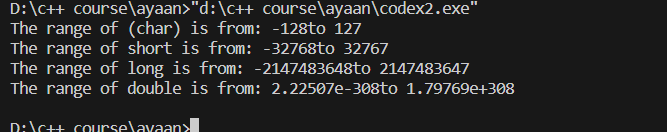 D:\c++ course\ayaan>"d:\c++ course\ayaan\codex2.exe"
The range of (char) is from: -128to 127
The range of short is from: -32768to 32767
The range of long is from: -2147483648to 2147483647
The range of double is from: 2.22507e-308to 1.79769e+308
D:\c++ course\ayaan>